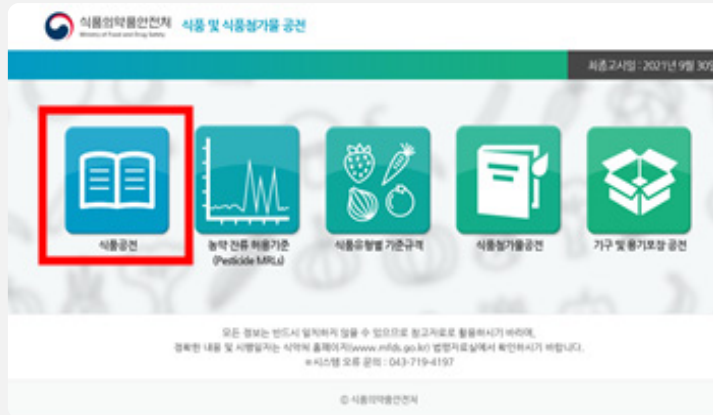 식품의약품안전처
Ministry of Food and Drug Safety
식품 및 식품첨가물 공전
최종고시일 : 2021년 9월 30일
식품공전
농약 잔류 허용기준
(Pesticide MRLs)
식품유형별 기준규격
식품첨가물공전
기구 및 용기포장 공전
모든 정보는 반드시 일치하지 않을 수 있으므로 참고자료로 활용하시기 바라며,
정확한 내용 및 시행일자는 식약처 홈페이지(www.mfds.go.kr) 법령자료실에서 확인하시기 바랍니다.
※시스템 오류 문의 : 043-719-4197
ⓒ 식품의약품안전처